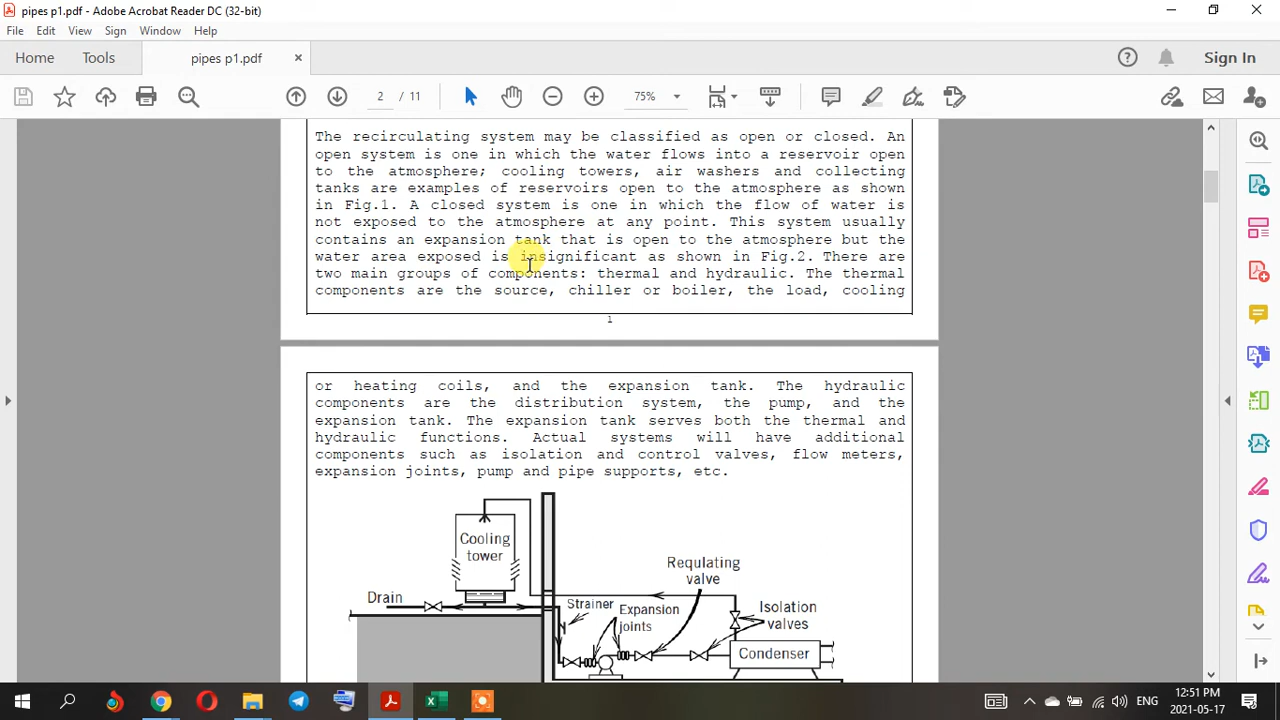 pipes p1.pdf - Adobe Acrobat Reader DC (32-bit)
File Edit View Sign Window Help
Home Tools pipes p1.pdf × Sign In
2 / 11 75%
The recirculating system may be classified as open or closed. An
open system is one in which the water flows into a reservoir open
to the atmosphere; cooling towers, air washers and collecting
tanks are examples of reservoirs open to the atmosphere as shown
in Fig.1. A closed system is one in which the flow of water is
not exposed to the atmosphere at any point. This system usually
contains an expansion tank that is open to the atmosphere but the
water area exposed is insignificant as shown in Fig.2. There are
two main groups of components: thermal and hydraulic. The thermal
components are the source, chiller or boiler, the load, cooling
1
or heating coils, and the expansion tank. The hydraulic
components are the distribution system, the pump, and the
expansion tank. The expansion tank serves both the thermal and
hydraulic functions. Actual systems will have additional
components such as isolation and control valves, flow meters,
expansion joints, pump and pipe supports, etc.
Cooling
tower
Requlating
valve
Drain
Strainer
Expansion
joints
Isolation
valves
Condenser
ENG
12:51 PM
2021-05-17